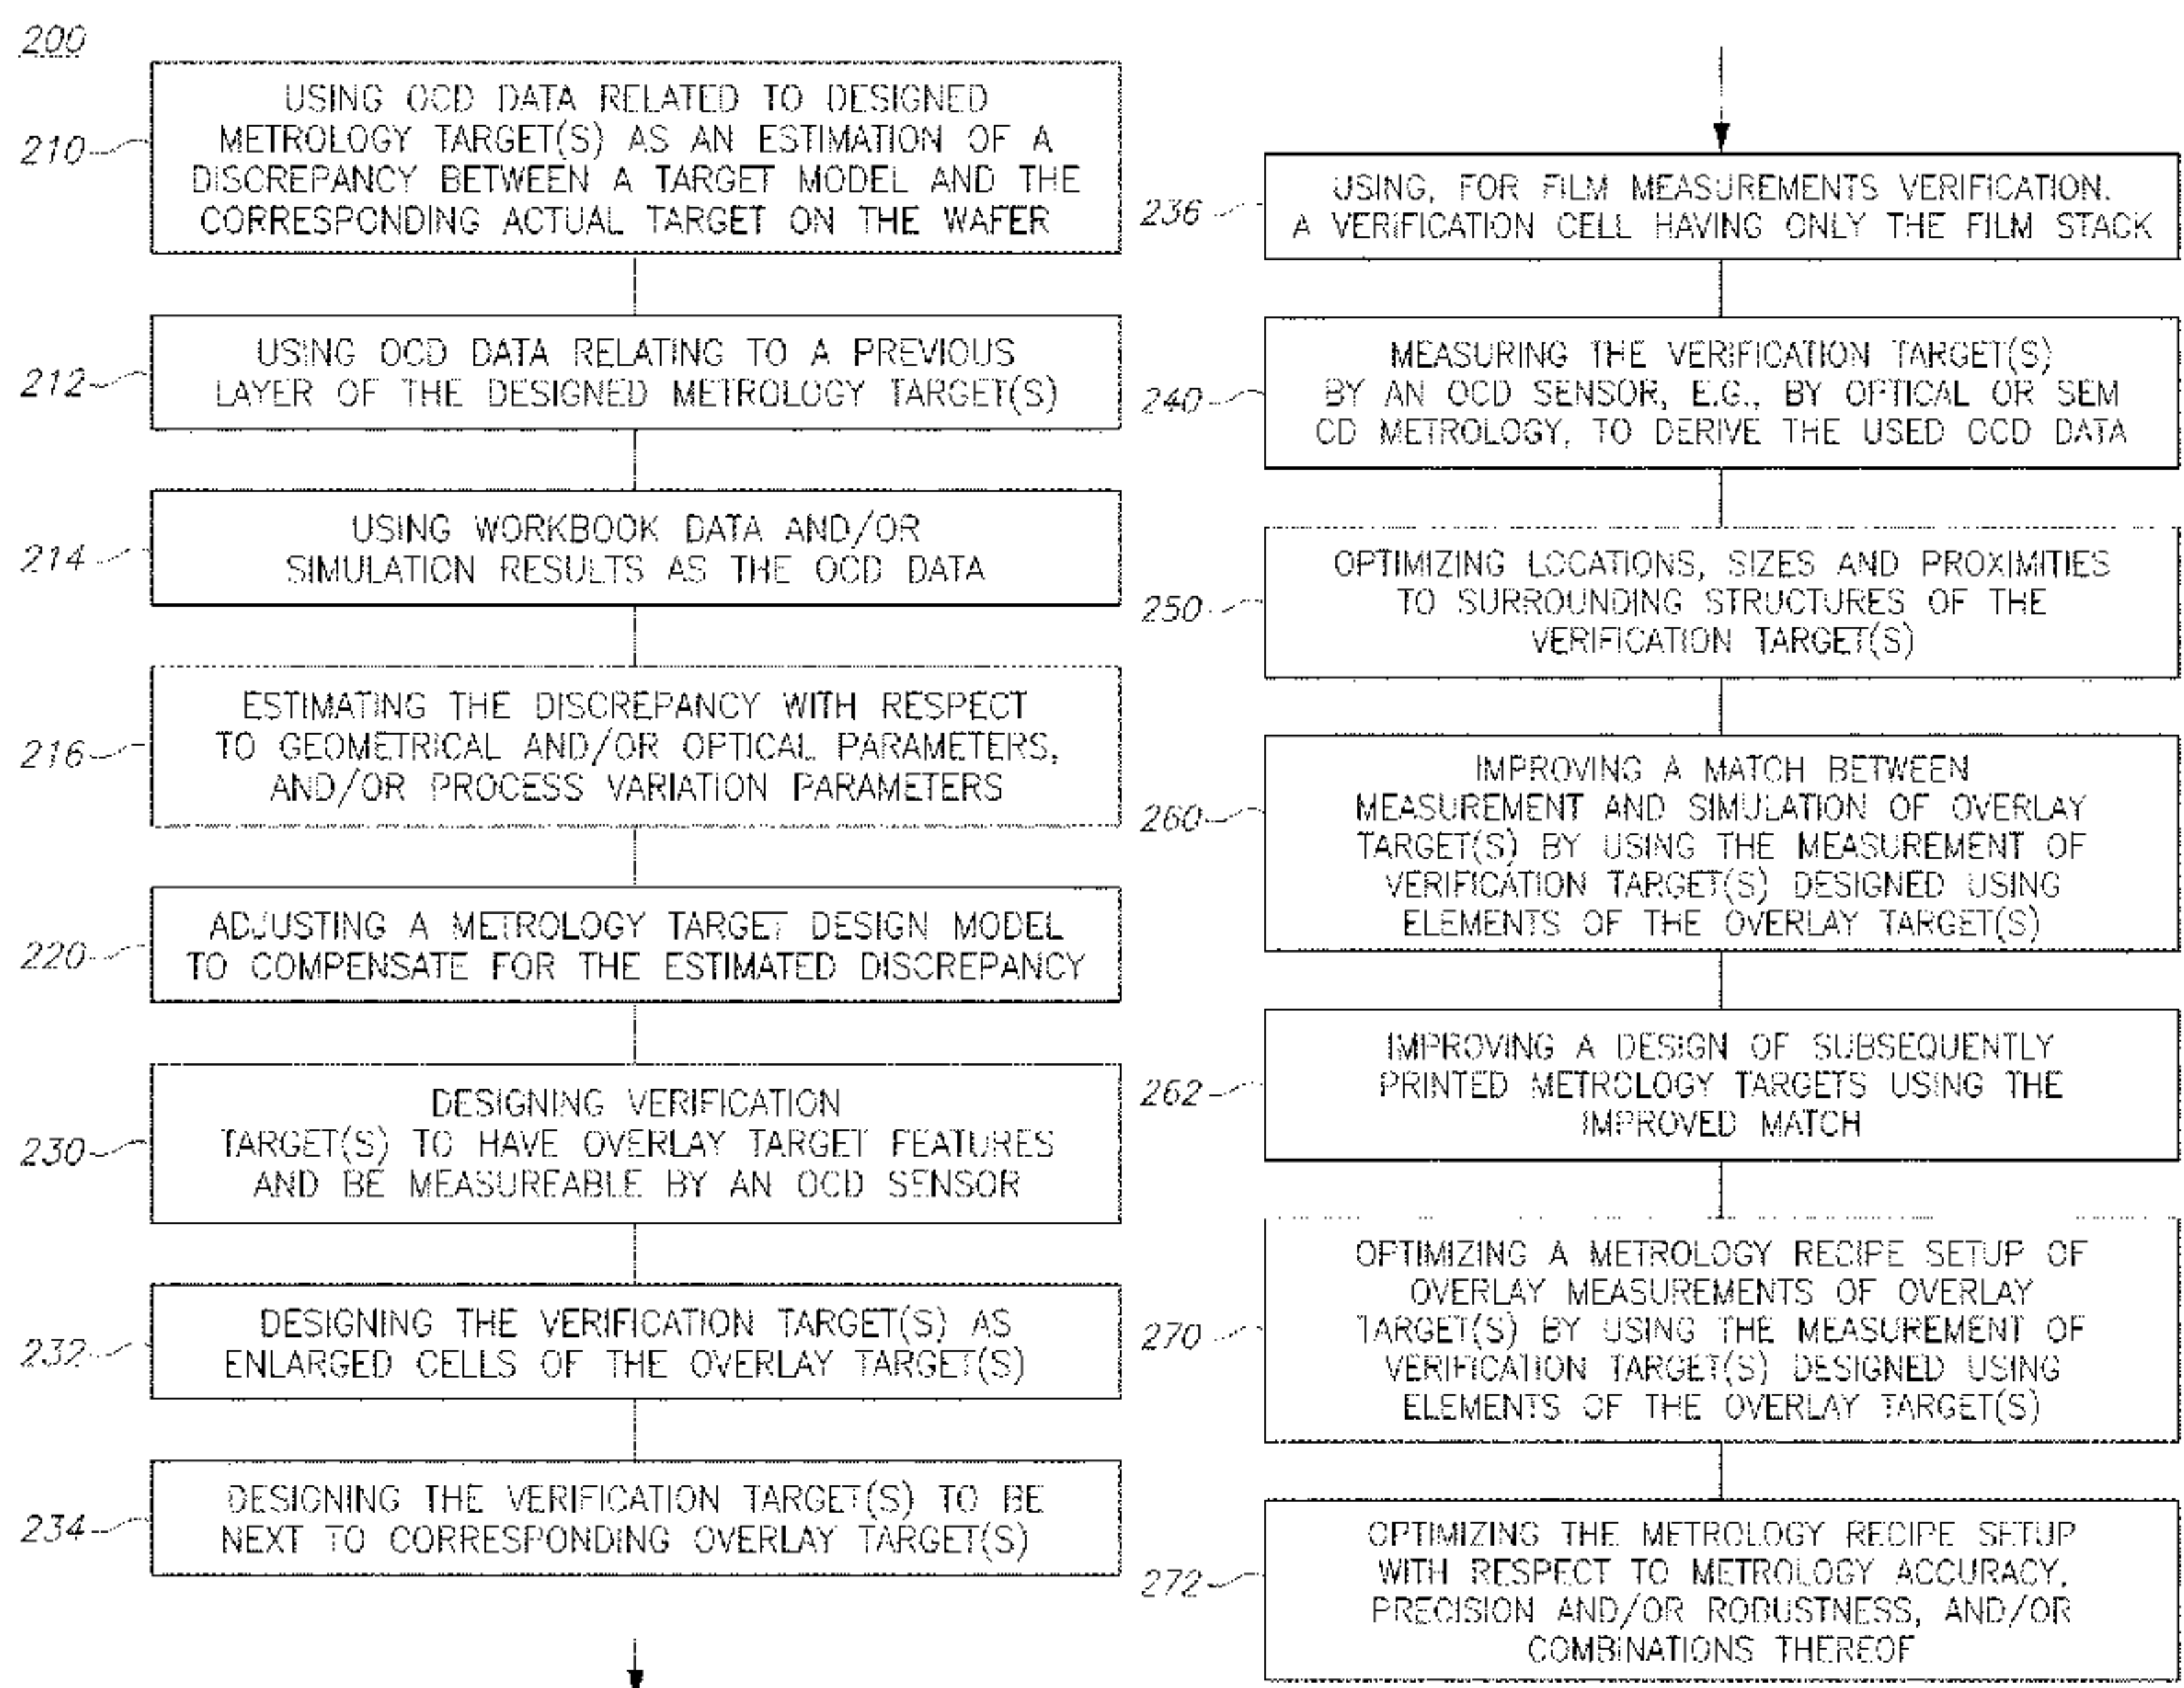 200
210
USING OCD DATA RELATED TO DESIGNED
METROLOGY TARGET(S) AS AN ESTIMATION OF A
DISCREPANCY BETWEEN A TARGET MODEL AND THE
CORRESPONDING ACTUAL TARGET ON THE WAFER
212
USING OCD DATA RELATING TO A PREVIOUS
LAYER OF THE DESIGNED METROLOGY TARGET(S)
214
USING WORKBOOK DATA AND/OR
SIMULATION RESULTS AS THE OCD DATA
216
ESTIMATING THE DISCREPANCY WITH RESPECT
TO GEOMETRICAL AND/OR OPTICAL PARAMETERS,
AND/OR PROCESS VARIATION PARAMETERS
220
ADJUSTING A METROLOGY TARGET DESIGN MODEL
TO COMPENSATE FOR THE ESTIMATED DISCREPANCY
230
DESIGNING VERIFICATION
TARGET(S) TO HAVE OVERLAY TARGET FEATURES
AND BE MEASUREABLE BY AN OCD SENSOR
232
DESIGNING THE VERIFICATION TARGET(S) AS
ENLARGED CELLS OF THE OVERLAY TARGET(S)
234
DESIGNING THE VERIFICATION TARGET(S) TO BE
NEXT TO CORRESPONDING OVERLAY TARGET(S)
236
USING, FOR FILM MEASUREMENTS VERIFICATION,
A VERIFICATION CELL HAVING ONLY THE FILM STACK
240
MEASURING THE VERIFICATION TARGET(S)
BY AN OCD SENSOR, E.G., BY OPTICAL OR SEM
CD METROLOGY, TO DERIVE THE USED OCD DATA
250
OPTIMIZING LOCATIONS, SIZES AND PROXIMITIES
TO SURROUNDING STRUCTURES OF THE
VERIFICATION TARGET(S)
260
IMPROVING A MATCH BETWEEN
MEASUREMENT AND SIMULATION OF OVERLAY
TARGET(S) BY USING THE MEASUREMENT OF
VERIFICATION TARGET(S) DESIGNED USING
ELEMENTS OF THE OVERLAY TARGET(S)
262
IMPROVING A DESIGN OF SUBSEQUENTLY
PRINTED METROLOGY TARGETS USING THE
IMPROVED MATCH
270
OPTIMIZING A METROLOGY RECIPE SETUP OF
OVERLAY MEASUREMENTS OF OVERLAY
TARGET(S) BY USING THE MEASUREMENT OF
VERIFICATION TARGET(S) DESIGNED USING
ELEMENTS OF THE OVERLAY TARGET(S)
272
OPTIMIZING THE METROLOGY RECIPE SETUP
WITH RESPECT TO METROLOGY ACCURACY,
PRECISION AND/OR ROBUSTNESS, AND/OR
COMBINATIONS THEREOF